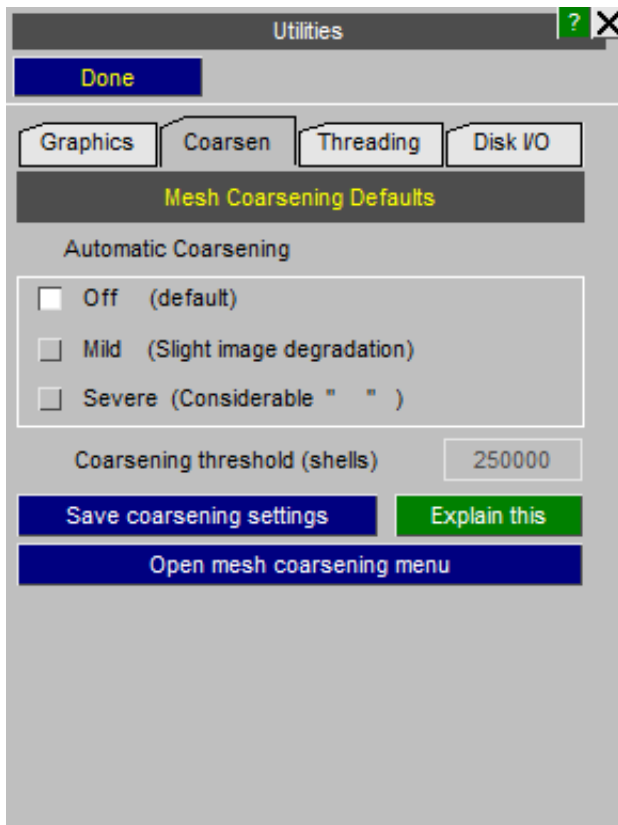 Utilities
?
Done
Graphics Coarsen Threading Disk I/O
Mesh Coarsening Defaults
Automatic Coarsening
Off (default)
Mild (Slight image degradation)
Severe (Considerable " " )
Coarsening threshold (shells) 250000
Save coarsening settings Explain this
Open mesh coarsening menu